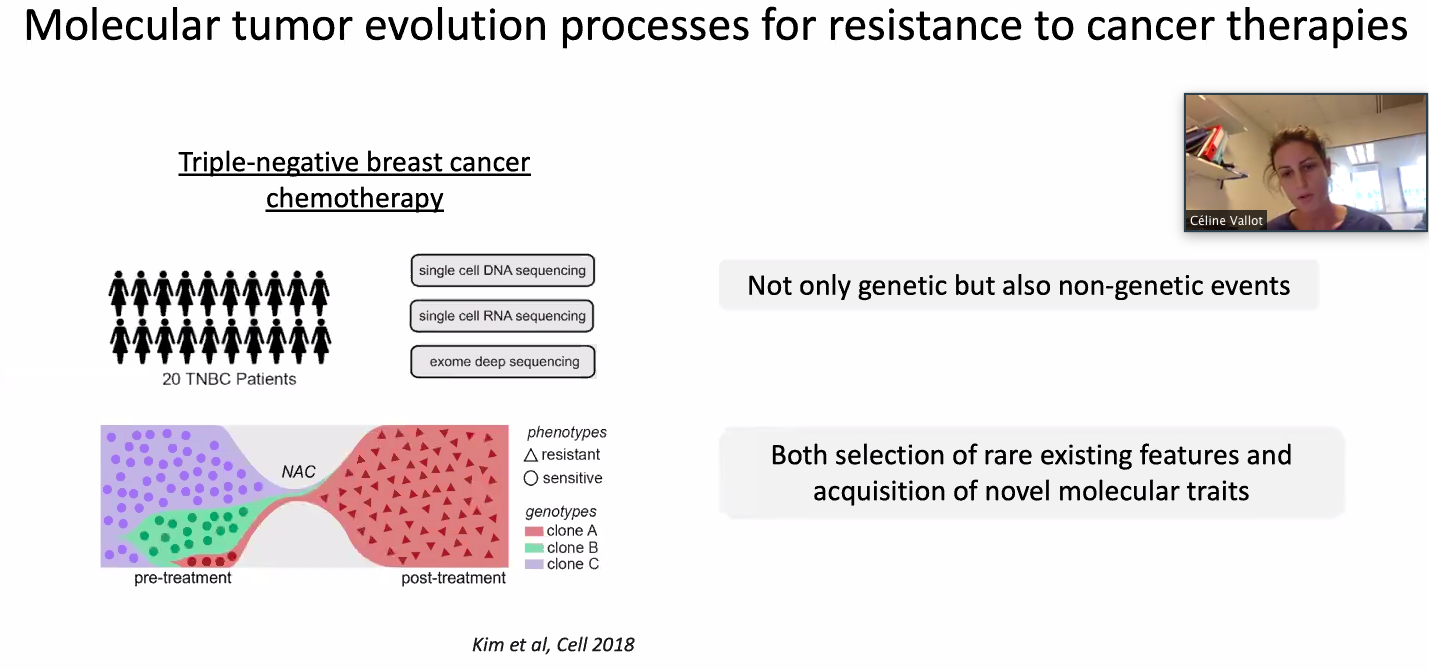 Molecular tumor evolution processes for resistance to cancer therapies
Triple-negative breast cancer
chemotherapy
Céline Vallot
single cell DNA sequencing
single cell RNA sequencing
exome deep sequencing
20 TNBC Patients
Not only genetic but also non-genetic events
NAC
phenotypes
resistant
sensitive
genotypes
clone A
clone B
clone C
pre-treatment
post-treatment
Both selection of rare existing features and
acquisition of novel molecular traits
Kim et al, Cell 2018